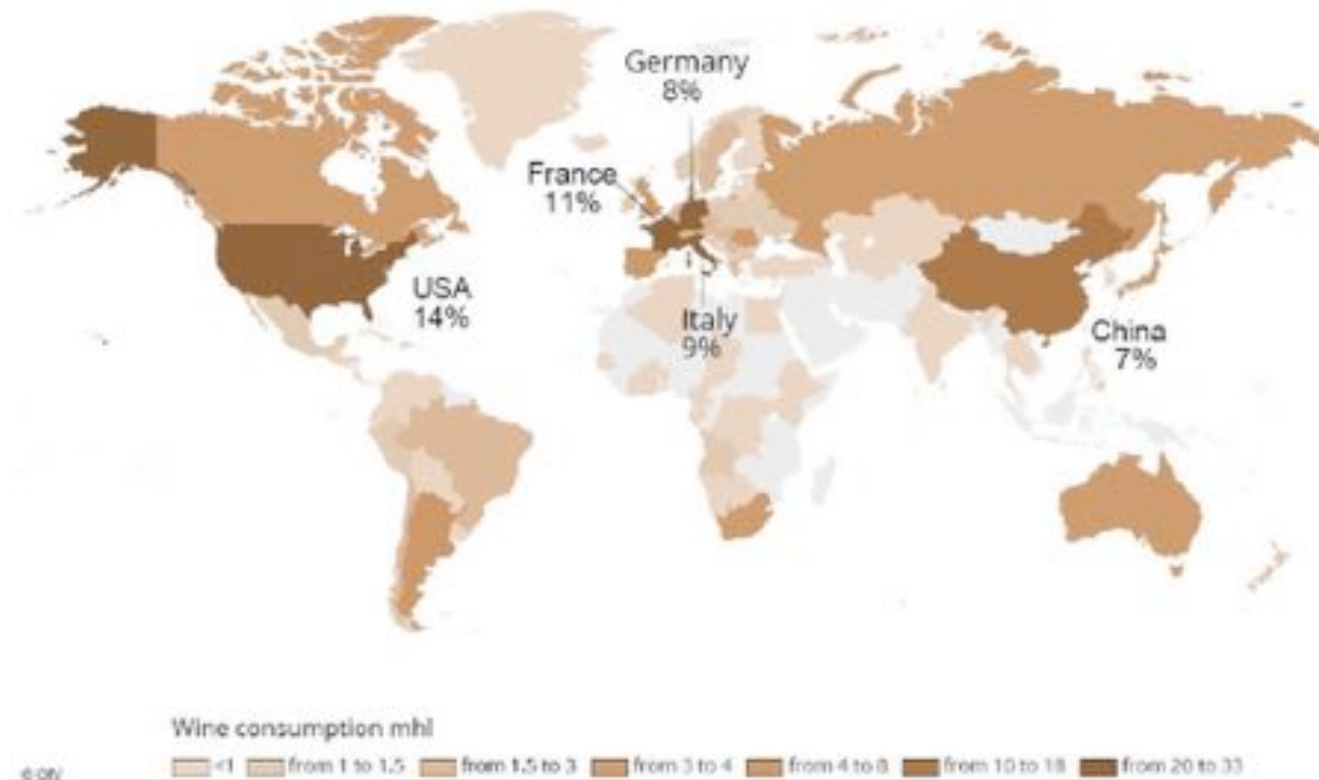 Germany
8%
France
11%
USA
14%
Italy
9%
China
7%
Wine consumption mhl
<1 from 1 to 1.5 from 1.5 to 3 from 3 to 4 from 4 to 8 from 10 to 18 from 20 to 33